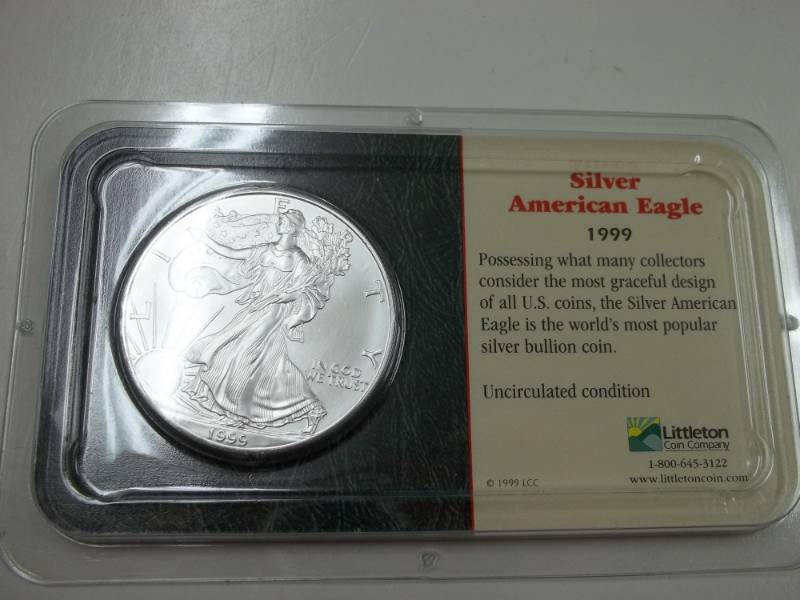 LIBERTY
IN GOD
WE TRUST
1999
Silver
American Eagle
1999
Possessing what many collectors
consider the most graceful design
of all U.S. coins, the Silver American
Eagle is the world's most popular
silver bullion coin.
Uncirculated condition
Littleton
Coin Company
1-800-645-3122
© 1999 LCC
www.littletoncoin.com